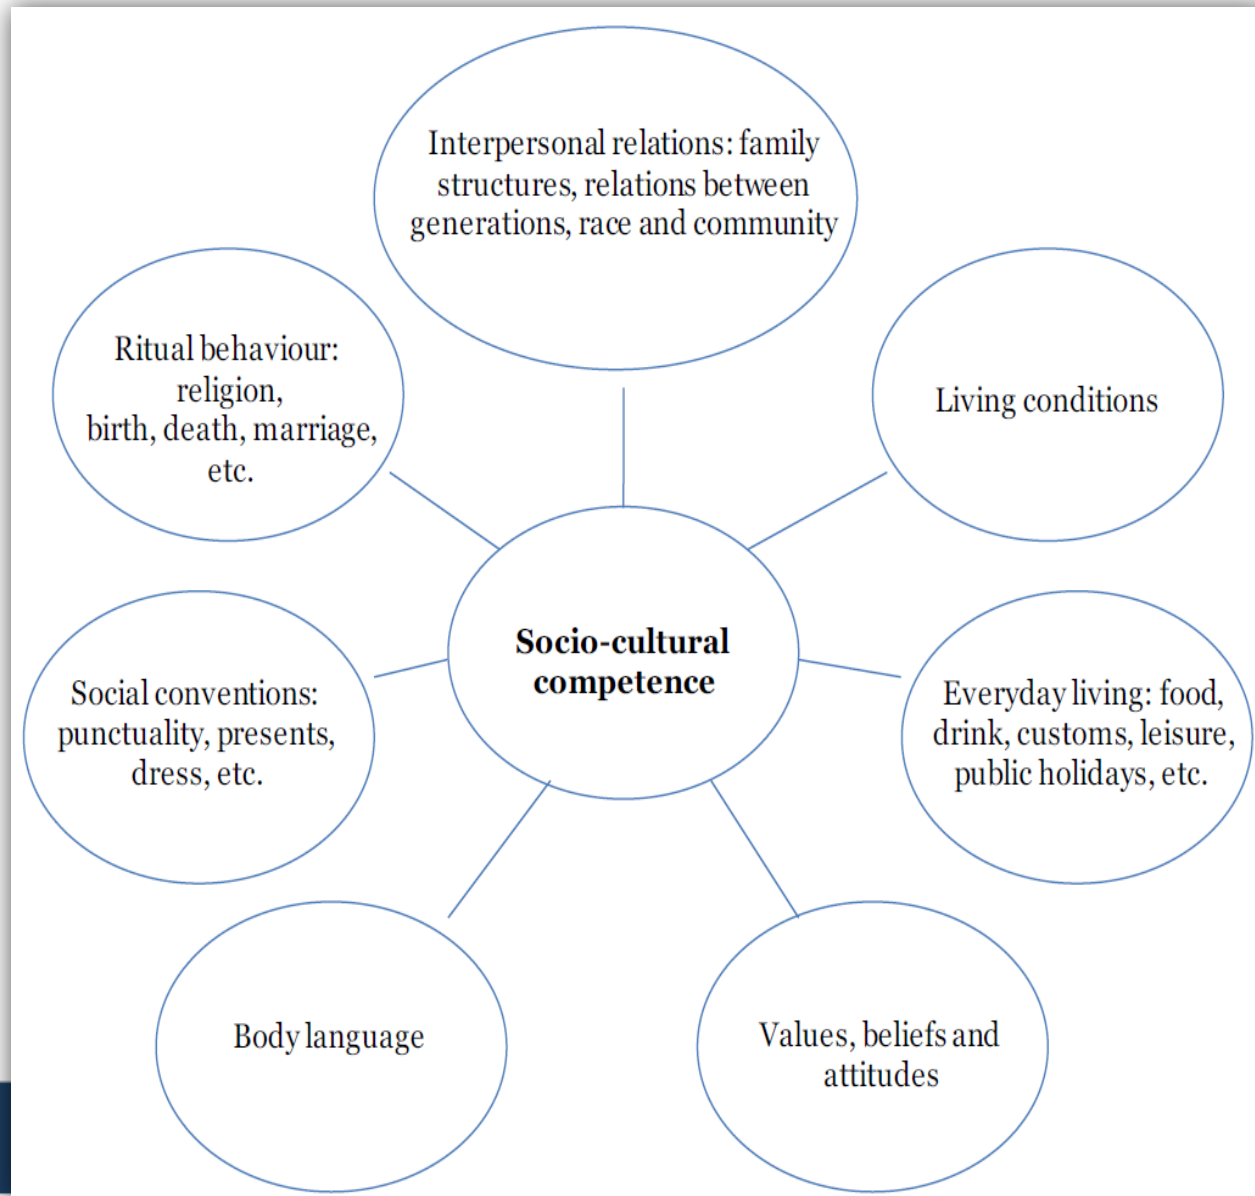 Interpersonal relations: family
structures, relations between
generations, race and community
Ritual behaviour:
religion,
birth, death, marriage,
etc.
Living conditions
Socio-cultural
competence
Social conventions:
punctuality, presents,
dress, etc.
Everyday living: food,
drink, customs, leisure,
public holidays, etc.
Body language
Values, beliefs and
attitudes